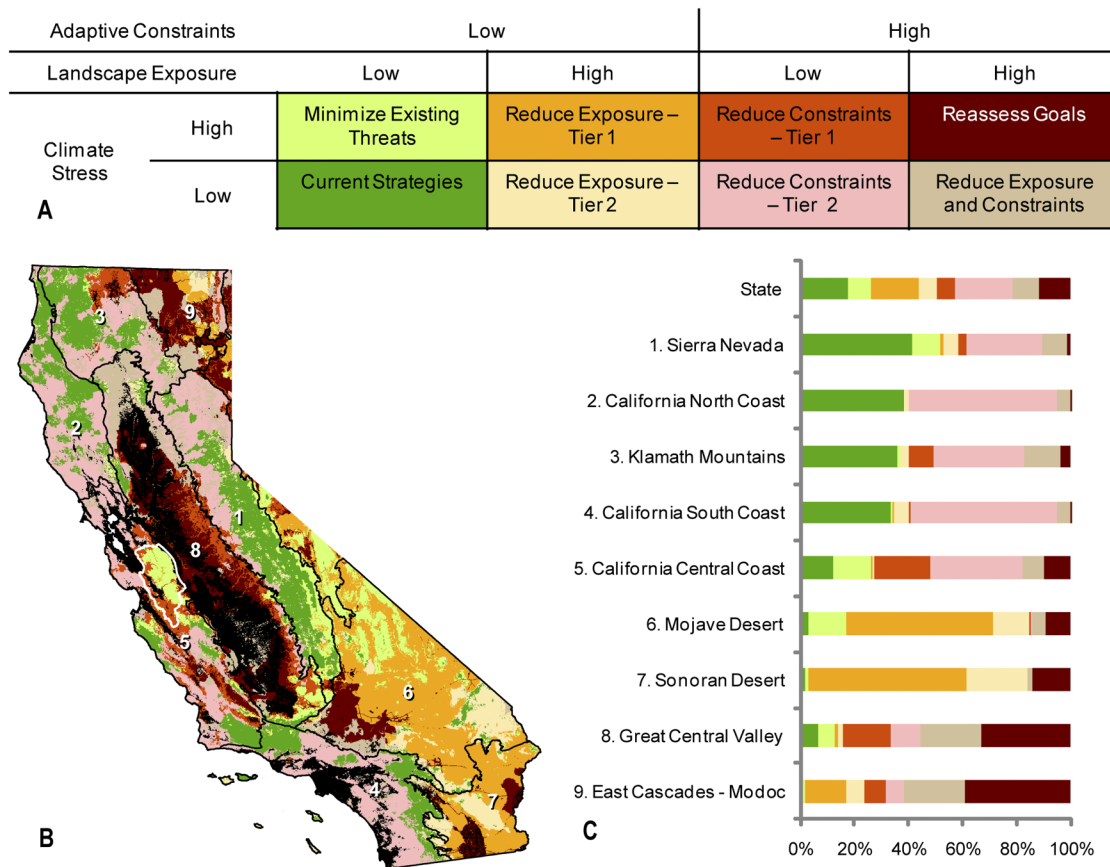 Adaptive Constraints Low High
Landscape Exposure Low High Low High
Climate Stress
High
Minimize Existing Threats
Reduce Exposure – Tier 1
Reduce Constraints – Tier 1
Reassess Goals
Low
Current Strategies
Reduce Exposure – Tier 2
Reduce Constraints – Tier 2
Reduce Exposure and Constraints
A
3
9
2
1
8
5
6
4
7
B
State
1. Sierra Nevada
2. California North Coast
3. Klamath Mountains
4. California South Coast
5. California Central Coast
6. Mojave Desert
7. Sonoran Desert
8. Great Central Valley
9. East Cascades - Modoc
C
0% 20% 40% 60% 80% 100%